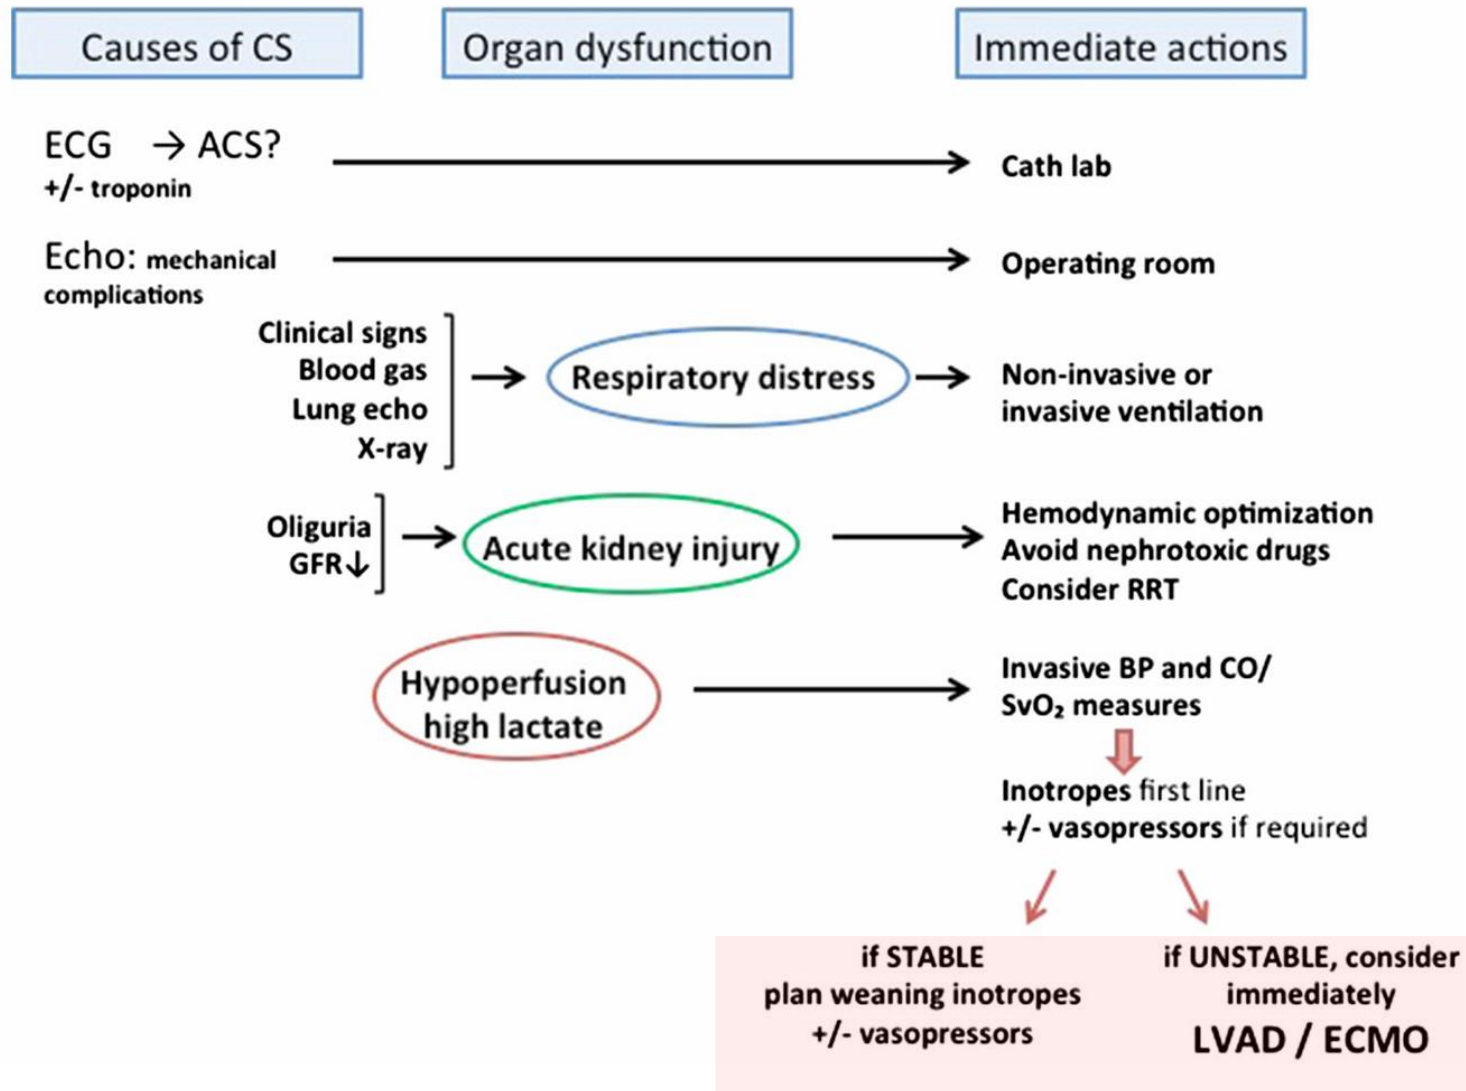 Causes of CS
Organ dysfunction
Immediate actions
ECG → ACS?
+/- troponin
Cath lab
Echo: mechanical
complications
Operating room
Clinical signs
Blood gas
Lung echo
X-ray
Respiratory distress
Non-invasive or
invasive ventilation
Oliguria
GFR↓
Acute kidney injury
Hemodynamic optimization
Avoid nephrotoxic drugs
Consider RRT
Hypoperfusion
high lactate
Invasive BP and CO/
SvO₂ measures
Inotropes first line
+/- vasopressors if required
if STABLE
plan weaning inotropes
+/- vasopressors
if UNSTABLE, consider
immediately
LVAD / ECMO